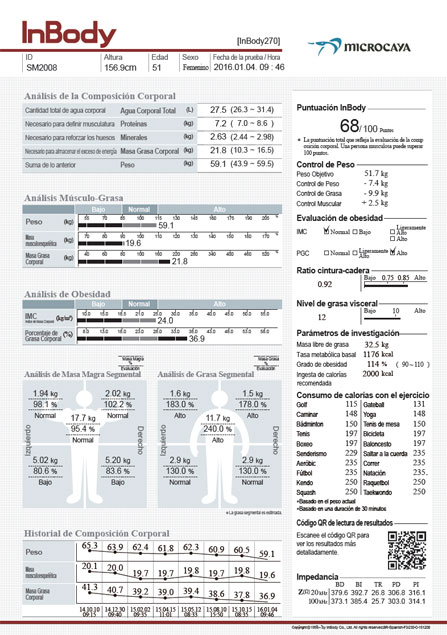 InBody
[InBody270]
MICROCAYA
ID
Altura
Edad
Sexo
Fecha de la prueba / Hora
SM2008
156.9cm
51
Femenino
2016.01.04. 09 : 46
Análisis de la Composición Corporal
Cantidad total de agua corporal Agua Corporal Total (L) 27.5 (26.3 ~ 31.4)
Necesario para definir musculatura Proteínas (kg) 7.2 ( 7.0 ~ 8.6 )
Necesario para reforzar los huesos Minerales (kg) 2.63 (2.44 ~ 2.98)
Necesario para almacenar el exceso de energía Masa Grasa Corporal (kg) 21.8 (10.3 ~ 16.5)
Suma de lo anterior Peso (kg) 59.1 (43.9 ~ 59.5)
Análisis Músculo-Grasa
Bajo Normal Alto
Peso (kg) 55 70 85 100 115 130 145 160 175 190 205 %
59.1
Masa musculoesquelética (kg) 70 80 90 100 110 120 130 140 150 160 170 %
19.6
Masa Grasa Corporal (kg) 40 60 80 100 160 220 280 340 400 460 520 %
21.8
Análisis de Obesidad
Bajo Normal Alto
IMC (kg/m²) 10.0 15.0 18.5 21.0 25.0 30.0 35.0 40.0 45.0 50.0 55.0
Índice de Masa Corporal
24.0
Porcentaje de Grasa Corporal (%) 8.0 13.0 18.0 23.0 28.0 33.0 38.0 43.0 48.0 53.0 58.0
36.9
Masa Magra
%
Evaluación
Masa Grasa
%
Evaluación
Análisis de Masa Magra Segmental
Análisis de Grasa Segmental
1.94 kg
98.1 %
Normal
2.02 kg
102.2 %
Normal
17.7 kg
95.4 %
Normal
Izquierdo
Derecho
5.02 kg
80.6 %
Bajo
5.20 kg
83.6 %
Bajo
1.6 kg
183.0 %
Alto
1.5 kg
178.0 %
Alto
11.7 kg
240.0 %
Alto
Izquierdo
Derecho
2.9 kg
130.0 %
Normal
2.9 kg
130.0 %
Normal
* La grasa segmental es estimada.
Historial de Composición Corporal
Peso 65.3 63.9 62.4 61.8 62.3 60.9 60.5 59.1
Masa musculoesquelética 20.1 20.0 19.7 19.7 19.8 19.7 19.8 19.6
Masa Grasa Corporal 41.3 40.7 39.2 39.0 39.4 38.6 37.8 36.9
14.10.10 14.12.30 15.02.02 15.04.15 15.08.15 15.10.15 16.01.04
09:15 09:40 09:35 11:01 08:33 15:50 08:35 09:46
Puntuación InBody
68/100 Puntos
* La puntuación total que refleja la evaluación de la composición corporal. Una persona musculosa puede superar 100 puntos.
Control de Peso
Peso Objetivo 51.7 kg
Control de Peso - 7.4 kg
Control de Grasa - 9.9 kg
Control Muscular + 2.5 kg
Evaluación de obesidad
IMC Normal Bajo Ligeramente Alto
Alto
PGC Normal Ligeramente Alto Alto
Ratio cintura-cadera
0.92
Bajo 0.75 0.85 Alto
Nivel de grasa visceral
12
Bajo 10 Alto
Parámetros de investigación
Masa libre de grasa 32.5 kg
Tasa metabólica basal 1176 kcal
Grado de obesidad 114 % ( 90~110 )
Ingesta de calorías recomendada 2000 kcal
Consumo de calorías con el ejercicio
Golf 115 Gateball 131
Caminar 148 Yoga 148
Bádminton 150 Tenis de mesa 150
Tenis 197 Bicicleta 197
Boxeo 197 Baloncesto 197
Senderismo 229 Saltar a la cuerda 235
Aeróbic 235 Correr 235
Fútbol 235 Natación 235
Kendo 250 Raquetbol 250
Squash 250 Taekwondo 250
•Basado en el peso actual
•Basado en una duración de 30 minutos
Código QR de lectura de resultados
Escanee el código QR para
ver los resultados más
detalladamente.
Impedancia
BD BI TR PD PI
Z(Ω) 20 kHz 379.6 392.7 26.8 306.8 316.1
100 kHz 373.1 385.4 25.7 303.0 314.1